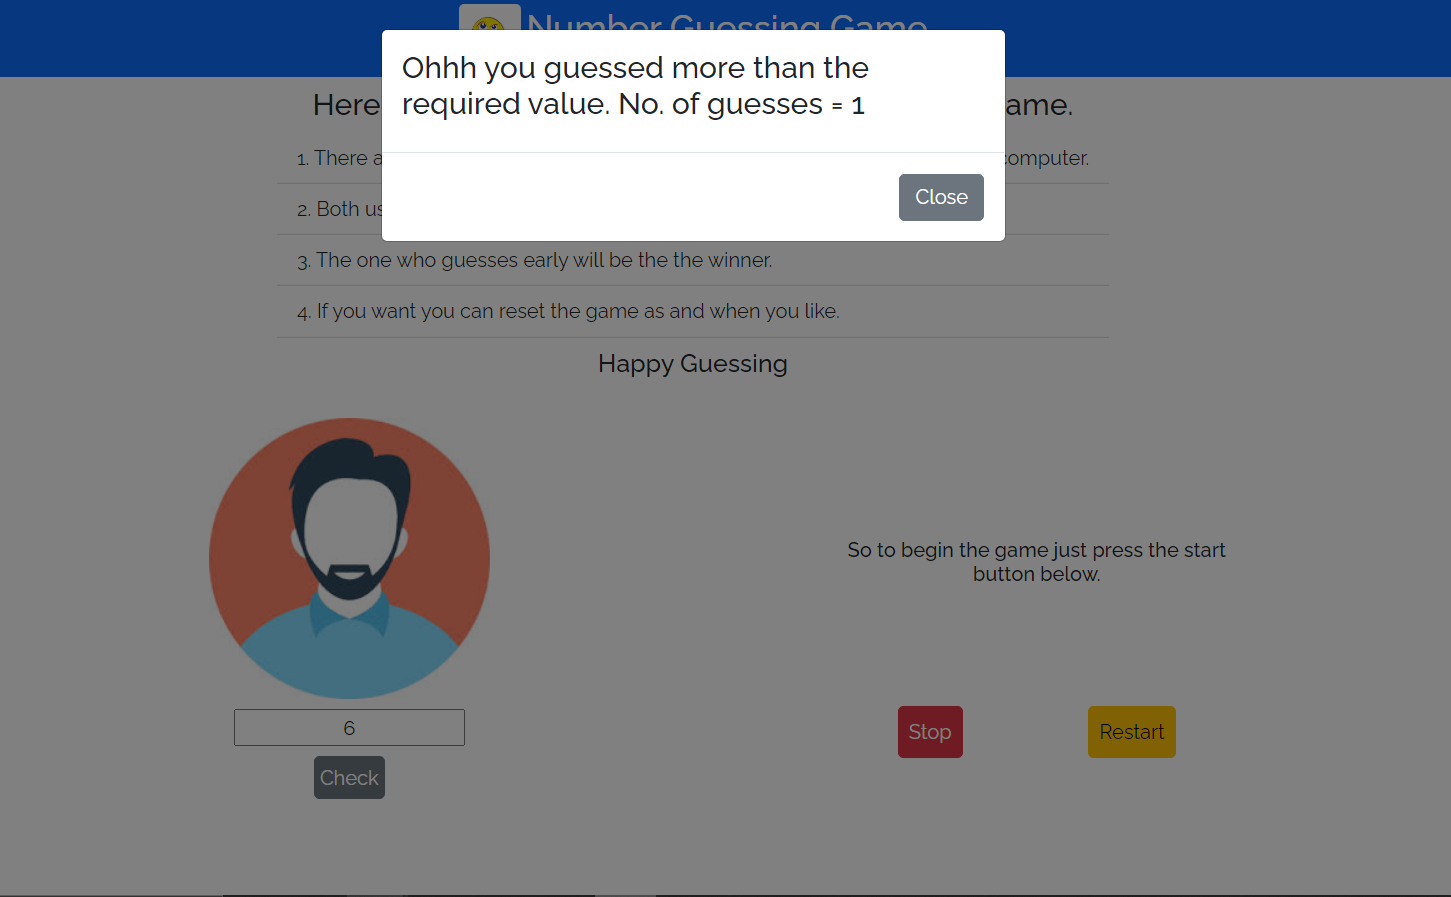 Number Guessing Game
Ohhh you guessed more than the
required value. No. of guesses = 1
Close
Here ame.
1. There a computer.
2. Both us
3. The one who guesses early will be the the winner.
4. If you want you can reset the game as and when you like.
Happy Guessing
So to begin the game just press the start
button below.
6
Stop
Restart
Check